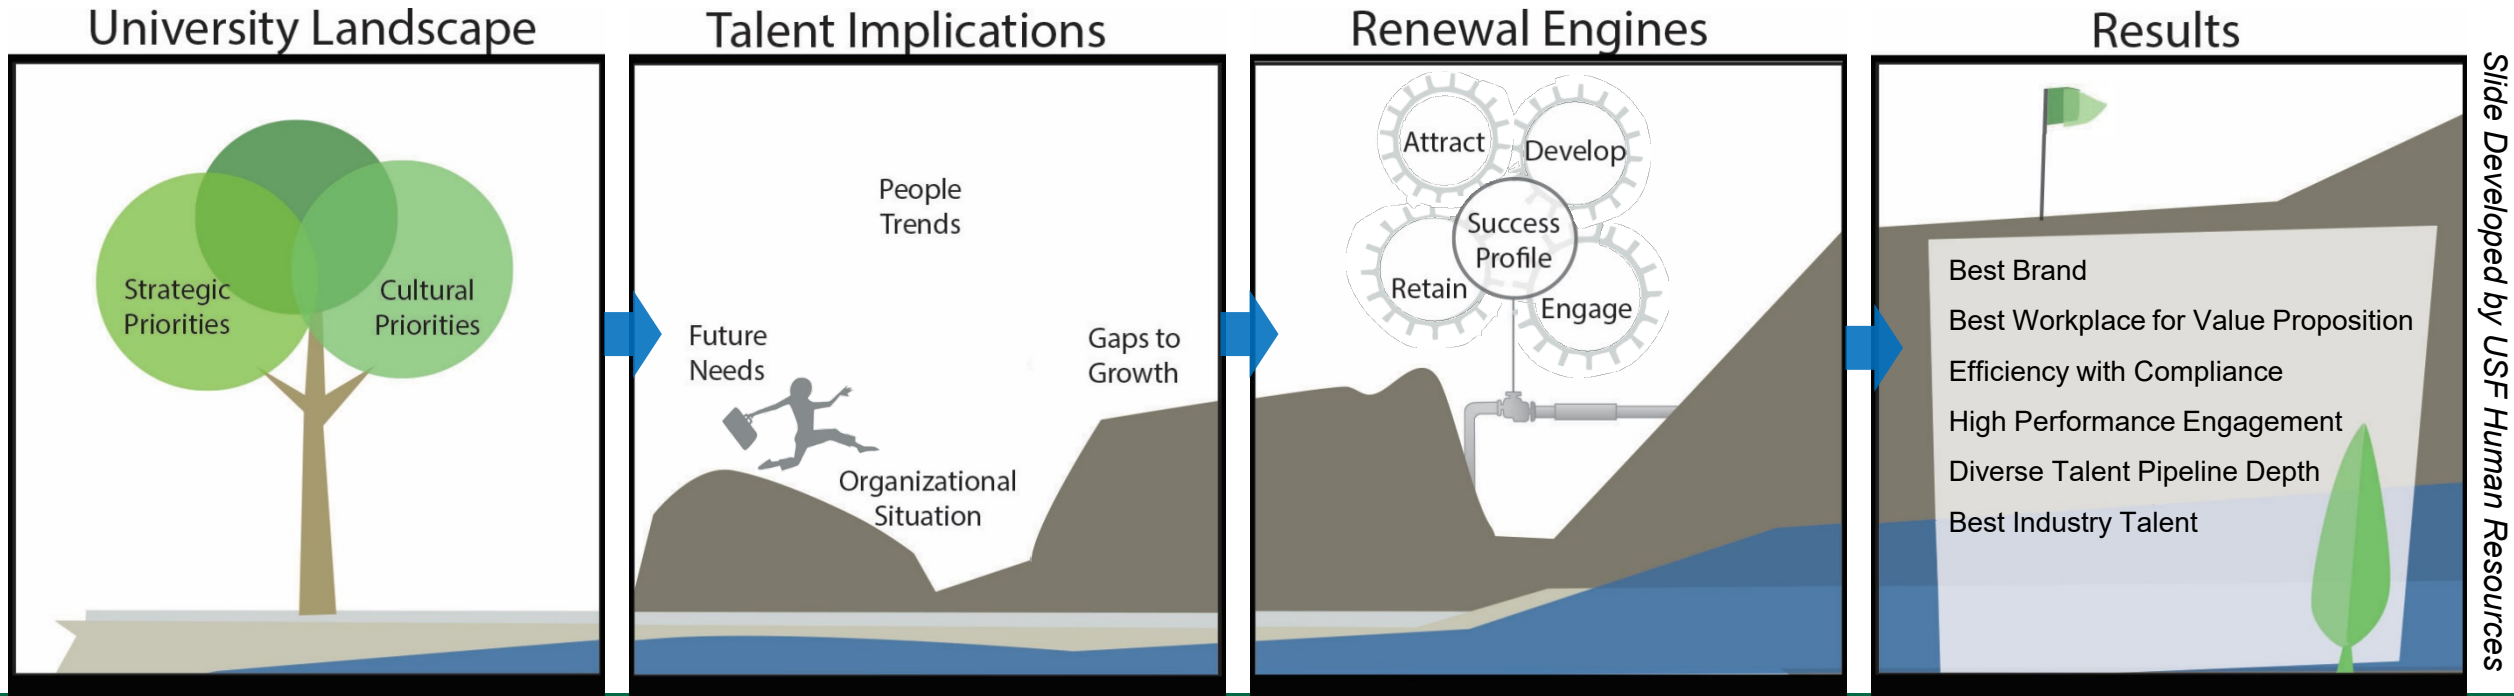 University Landscape
Strategic
Priorities
Cultural
Priorities
Talent Implications
People
Trends
Future
Needs
Gaps to
Growth
Organizational
Situation
Renewal Engines
Attract
Develop
Success
Profile
Retain
Engage
Results
Best Brand
Best Workplace for Value Proposition
Efficiency with Compliance
High Performance Engagement
Diverse Talent Pipeline Depth
Best Industry Talent
Slide Developed by USF Human Resources